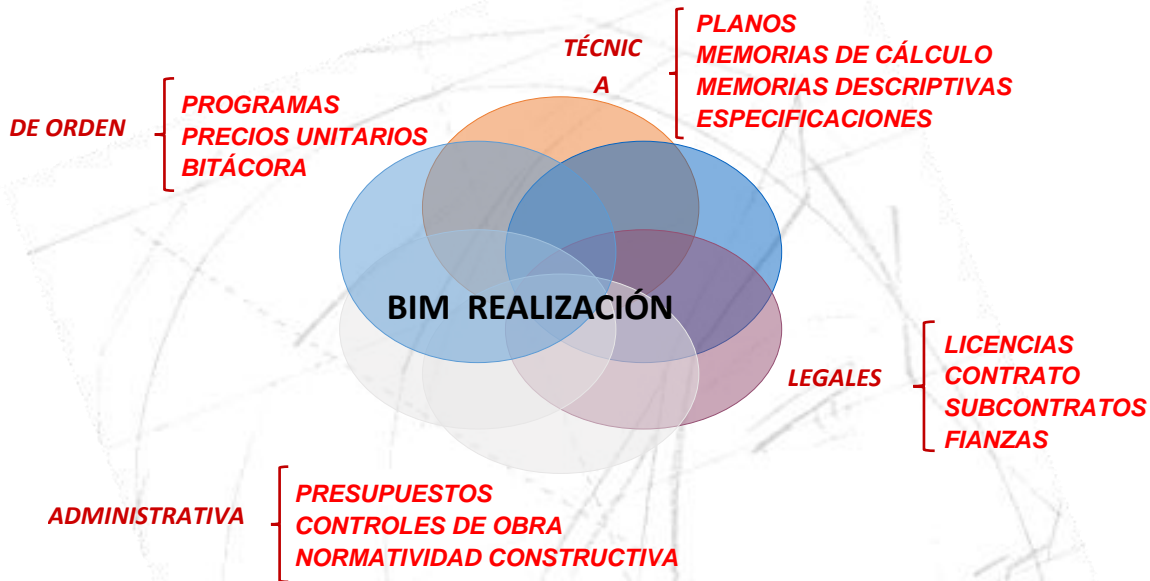 TÉCNIC
A
PLANOS
MEMORIAS DE CÁLCULO
MEMORIAS DESCRIPTIVAS
ESPECIFICACIONES
DE ORDEN
PROGRAMAS
PRECIOS UNITARIOS
BITÁCORA
BIM REALIZACIÓN
LEGALES
LICENCIAS
CONTRATO
SUBCONTRATOS
FIANZAS
ADMINISTRATIVA
PRESUPUESTOS
CONTROLES DE OBRA
NORMATIVIDAD CONSTRUCTIVA